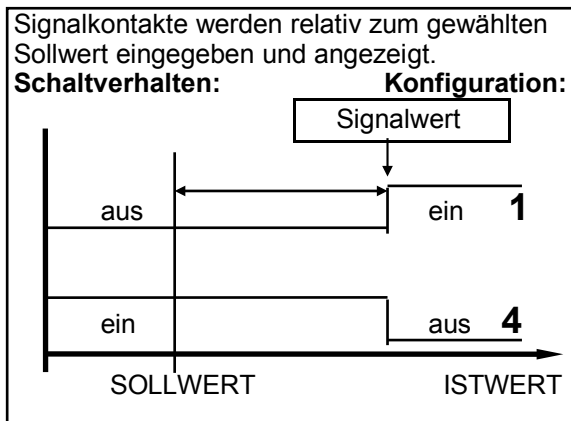 Signalkontakte werden relativ zum gewählten
Sollwert eingegeben und angezeigt.
Schaltverhalten: Konfiguration:
Signalwert
aus ein 1
ein aus 4
SOLLWERT ISTWERT